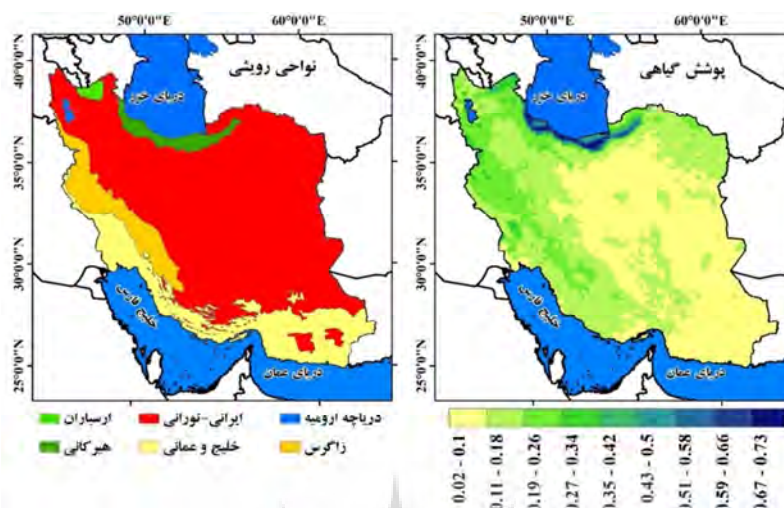 50°0'0"E
60°0'0"E
50°0'0"E
60°0'0"E
40°0'0"N
35°0'0"N
30°0'0"N
25°0'0"N
نواحی رویشی
دریای خزر
خلیج فارس
دریای عمان
40°0'0"N
35°0'0"N
30°0'0"N
25°0'0"N
پوشش گیاهی
دریای خزر
خلیج فارس
دریای عمان
دریاچه ارومیه
ایرانی-تورانی
ارسباران
زاگرس
خلیج و عمانی
هیرکانی
0.02 - 0.1
0.11 - 0.18
0.19 - 0.26
0.27 - 0.34
0.35 - 0.42
0.43 - 0.5
0.51 - 0.58
0.59 - 0.66
0.67 - 0.73